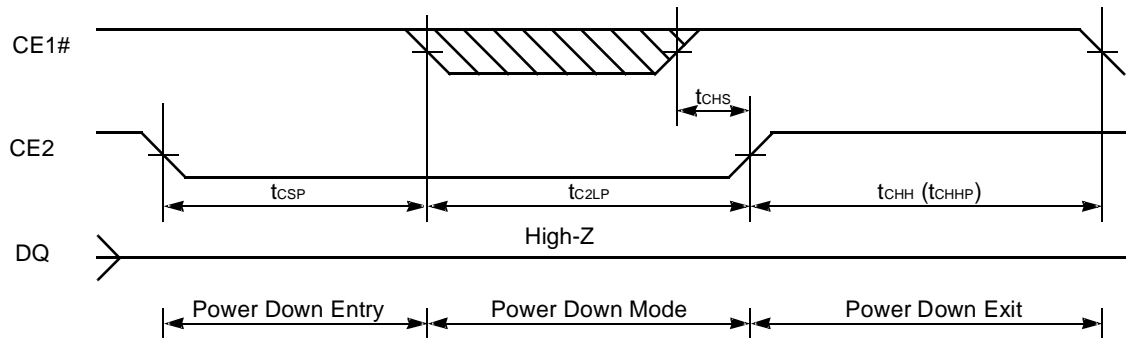 CE1#
tCHS
CE2
tCSP tC2LP tCHH (tCHHP)
High-Z
DQ
Power Down Entry Power Down Mode Power Down Exit